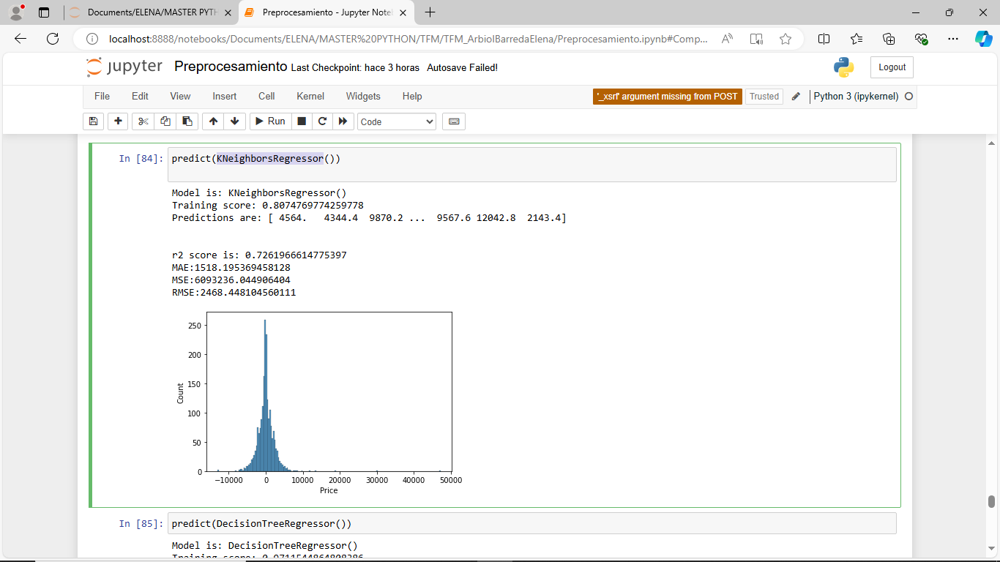 Documents/ELENA/MASTER PYTH
Preprocesamiento - Jupyter Note
localhost:8888/notebooks/Documents/ELENA/MASTER%20PYTHON/TFM/TFM_ArbiolBarredaElena/Preprocesamiento.ipynb#Comp...
jupyter Preprocesamiento Last Checkpoint: hace 3 horas Autosave Failed! Logout
File Edit View Insert Cell Kernel Widgets Help '_xsrf' argument missing from POST Trusted Python 3 (ipykernel)
Run Code
In [84]: predict(KNeighborsRegressor())
Model is: KNeighborsRegressor()
Training score: 0.8074769774259778
Predictions are: [ 4564. 4344.4 9870.2 ... 9567.6 12042.8 2143.4]
r2 score is: 0.7261966614775397
MAE:1518.195369458128
MSE:6093236.044906404
RMSE:2468.448104560111
250
200
150
100
50
0
Count
−10000 0 10000 20000 30000 40000 50000
Price
In [85]: predict(DecisionTreeRegressor())
Model is: DecisionTreeRegressor()
Training score: